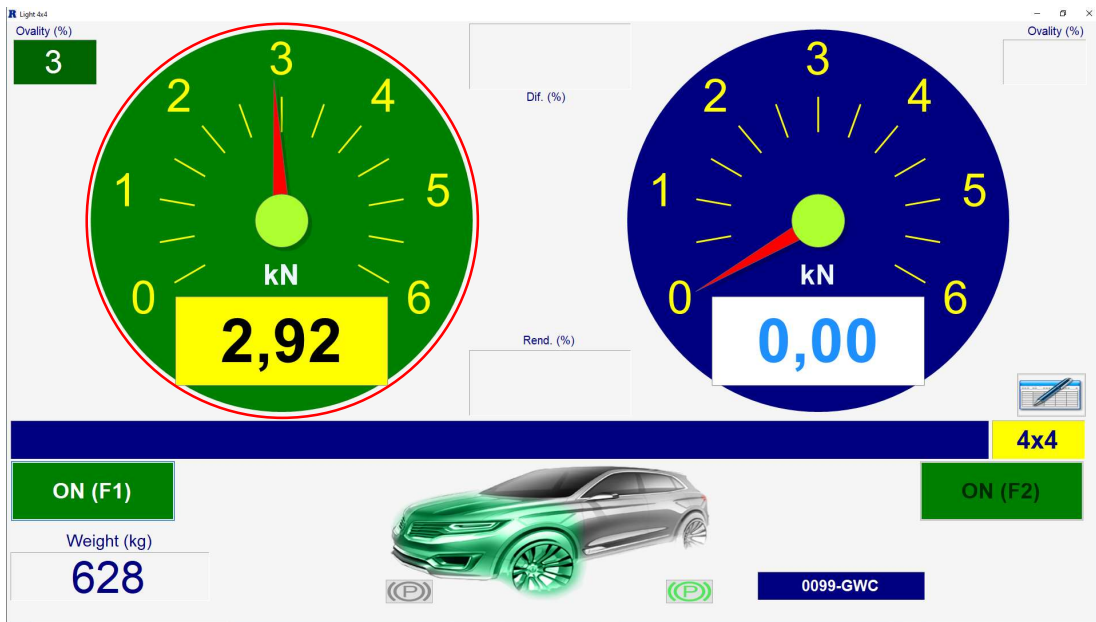 R Light 4x4
Ovality (%)
3
0
1
2
3
4
5
6
kN
2,92
Dif. (%)
Rend. (%)
Ovality (%)
0
1
2
3
4
5
6
kN
0,00
4x4
ON (F1)
ON (F2)
Weight (kg)
628
(P)
(P)
0099-GWC